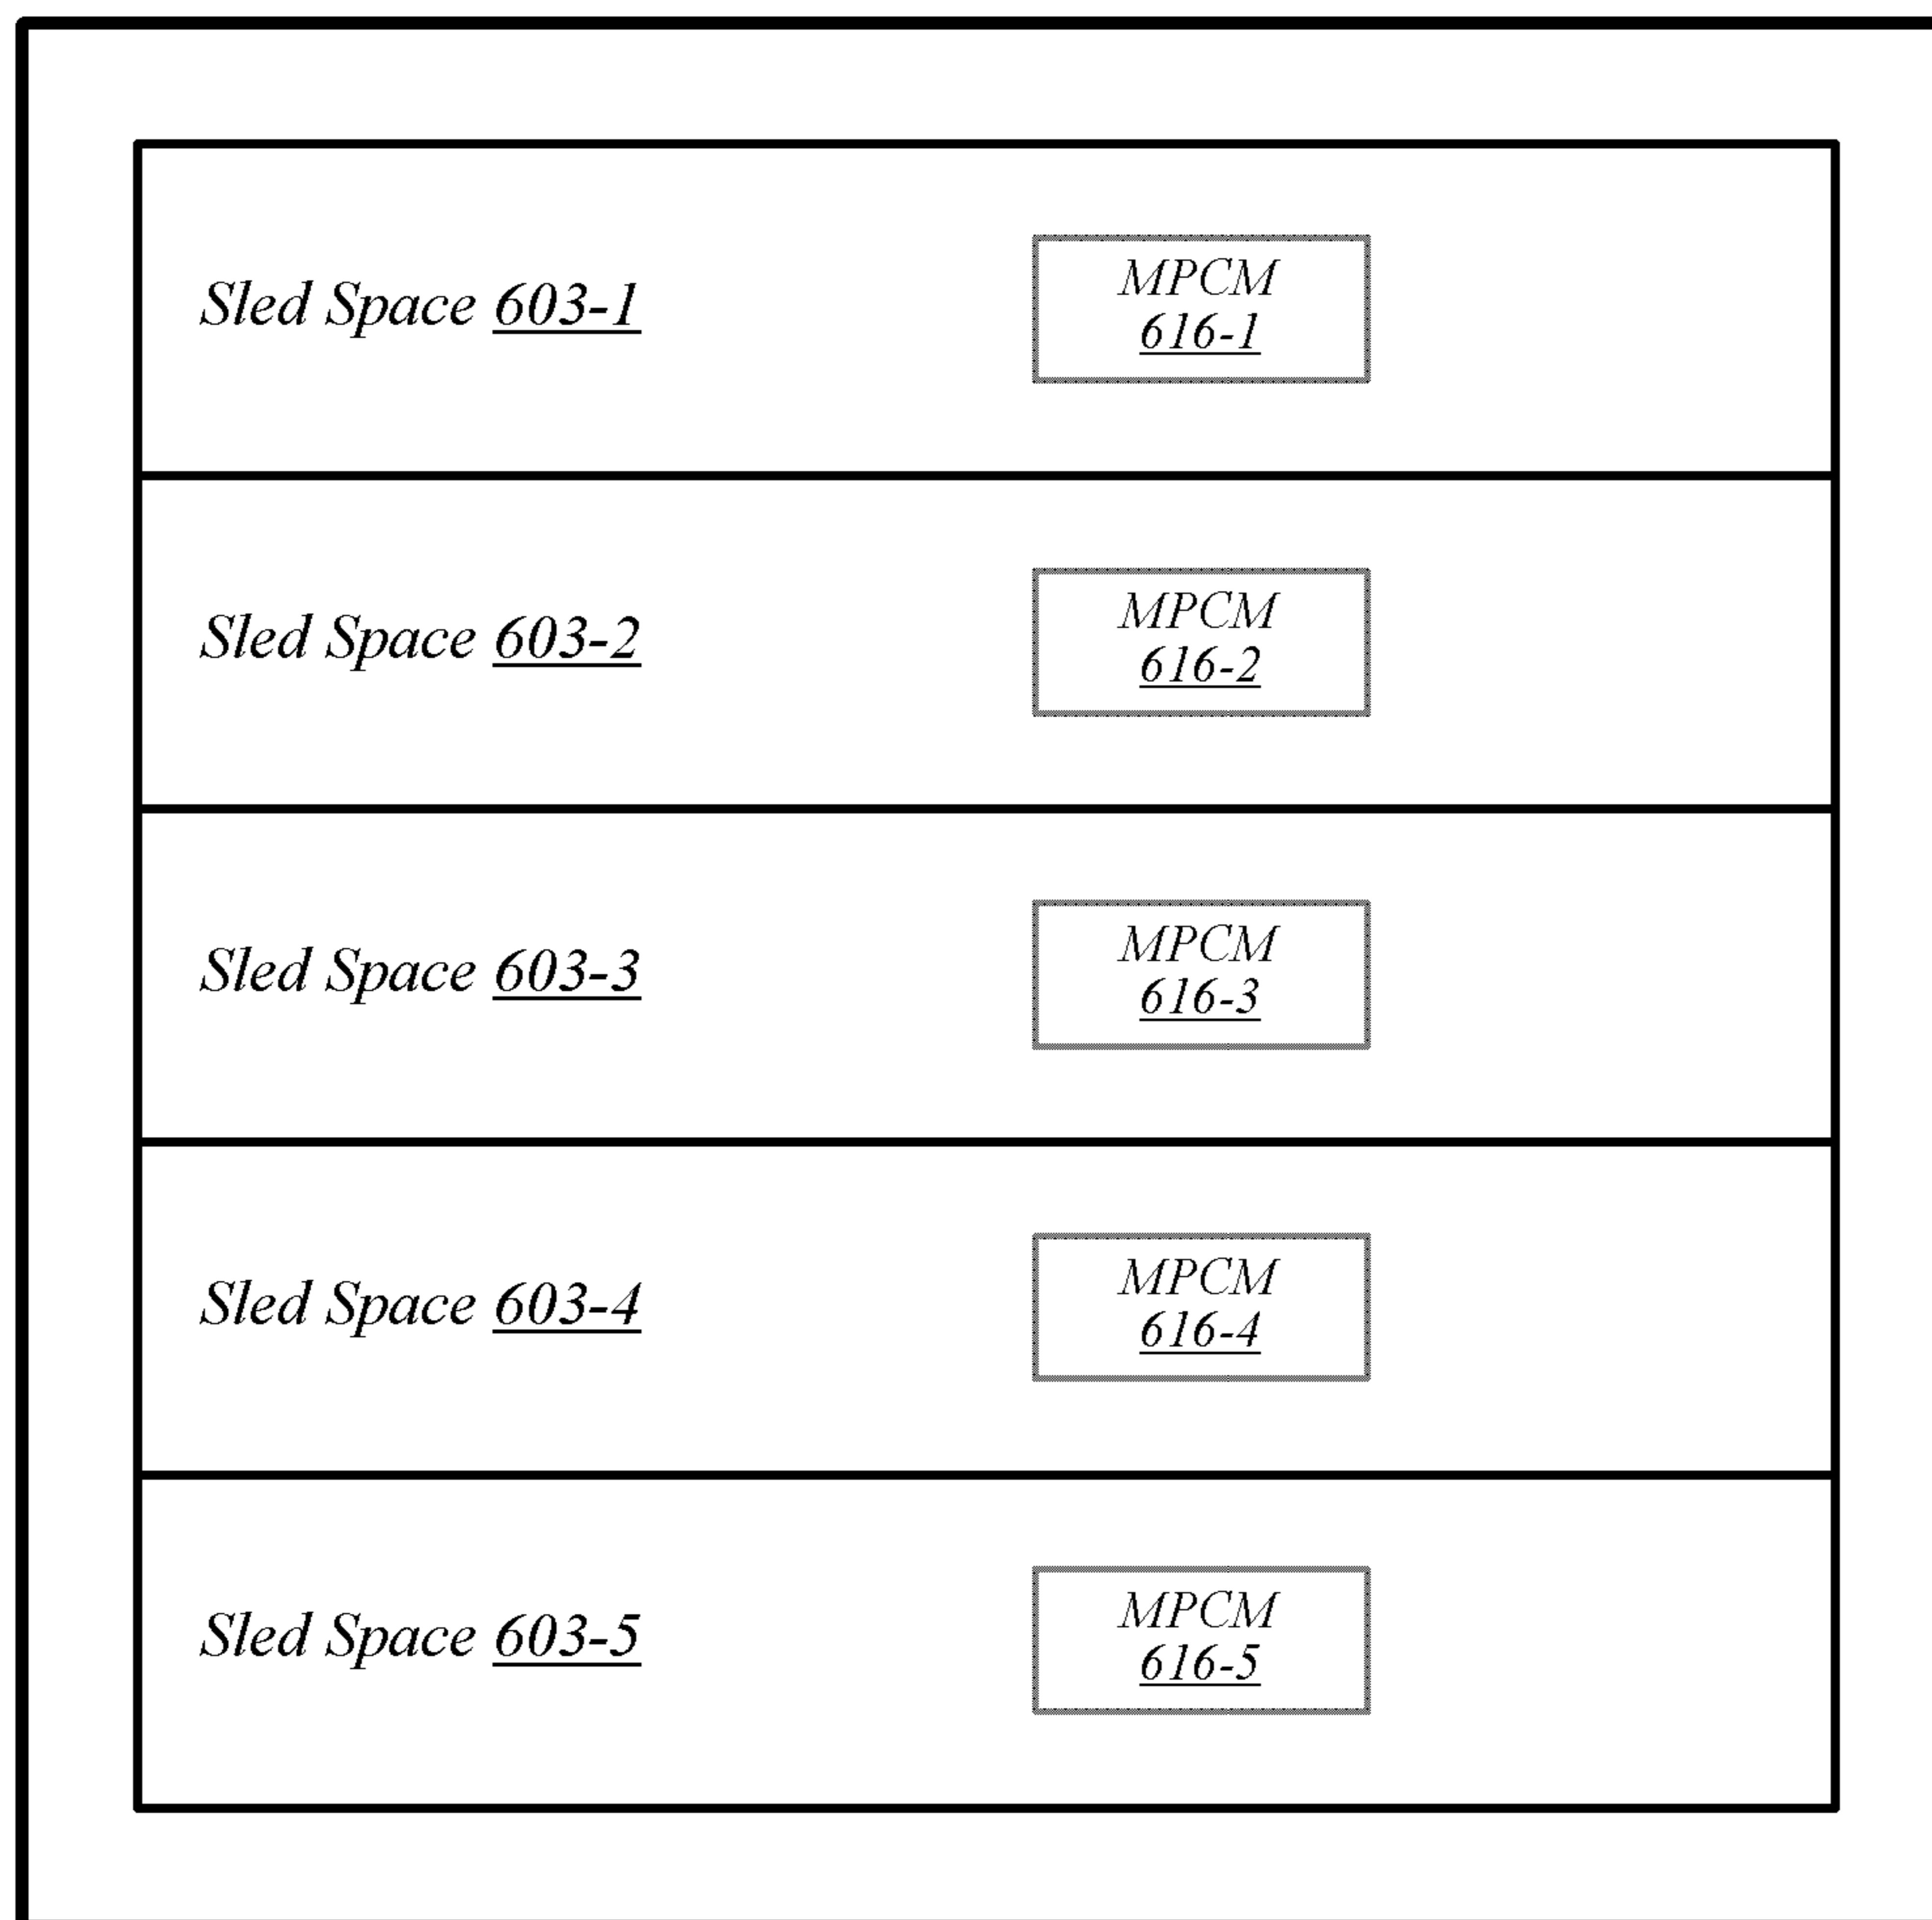 Sled Space 603-1
MPCM
616-1
Sled Space 603-2
MPCM
616-2
Sled Space 603-3
MPCM
616-3
Sled Space 603-4
MPCM
616-4
Sled Space 603-5
MPCM
616-5